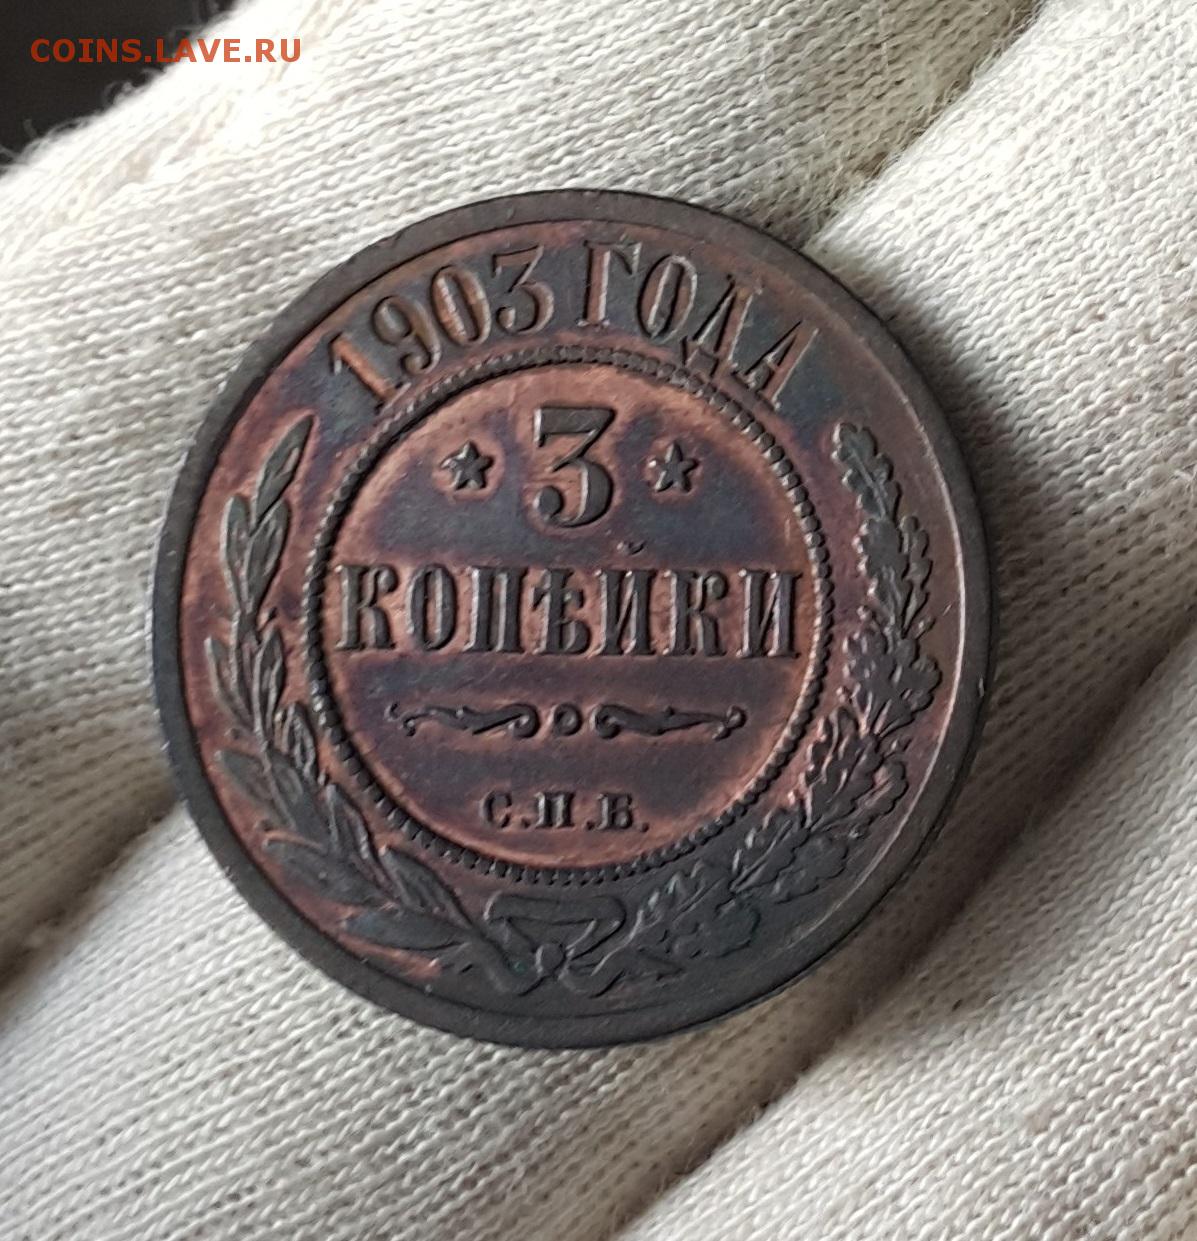 COINS.LAVE.RU
1903 ГОДА
* 3 *
КОПѢЙКИ
С.П.Б.